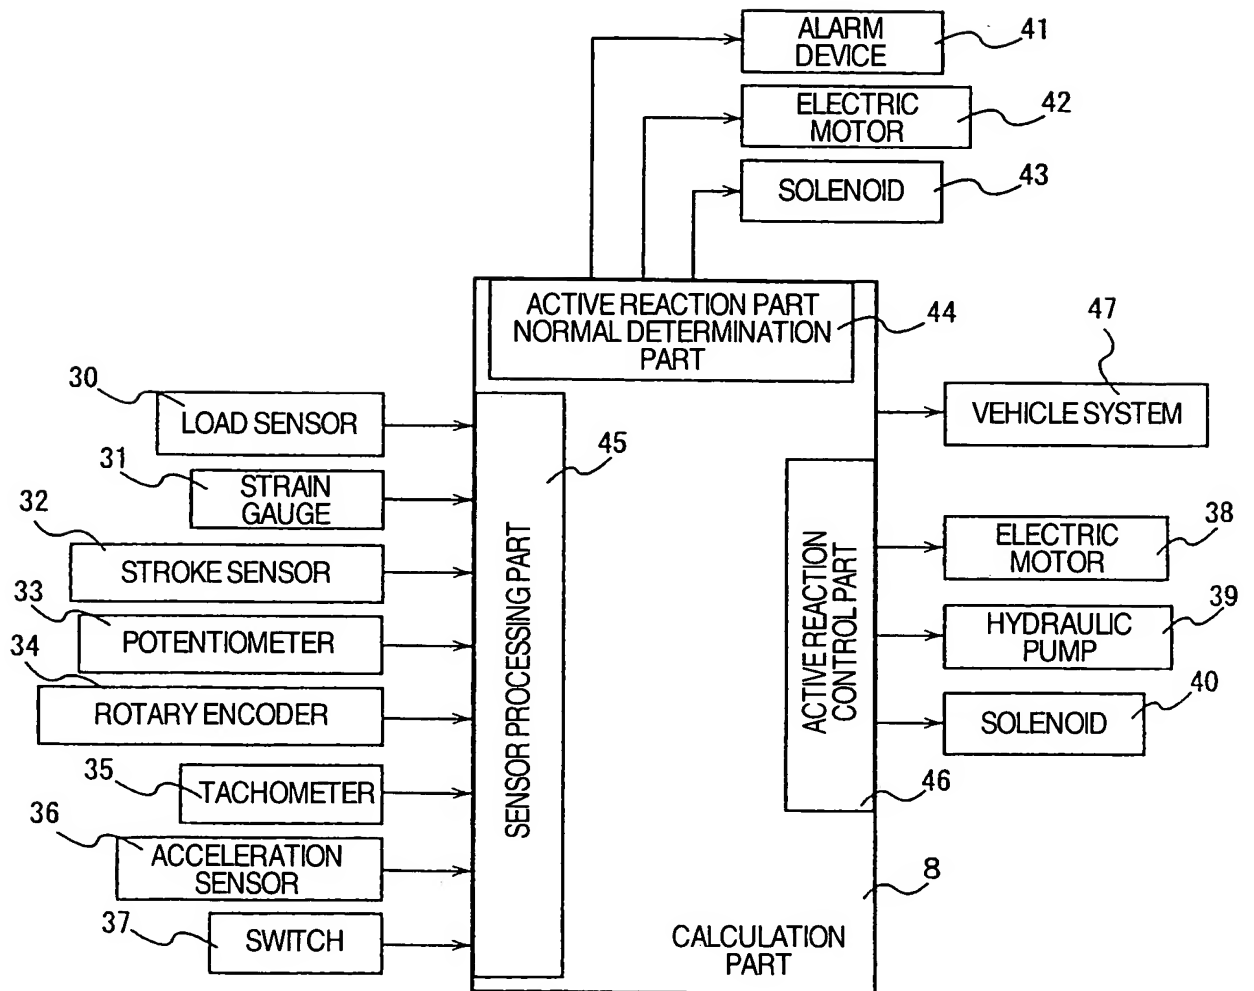 ALARM
DEVICE
41
ELECTRIC
MOTOR
42
SOLENOID
43
ACTIVE REACTION PART
NORMAL DETERMINATION
PART
44
47
VEHICLE SYSTEM
30
LOAD SENSOR
31
STRAIN
GAUGE
32
STROKE SENSOR
33
POTENTIOMETER
34
ROTARY ENCODER
35
TACHOMETER
36
ACCELERATION
SENSOR
37
SWITCH
45
SENSOR PROCESSING PART
ACTIVE REACTION
CONTROL PART
46
38
ELECTRIC
MOTOR
39
HYDRAULIC
PUMP
40
SOLENOID
8
CALCULATION
PART